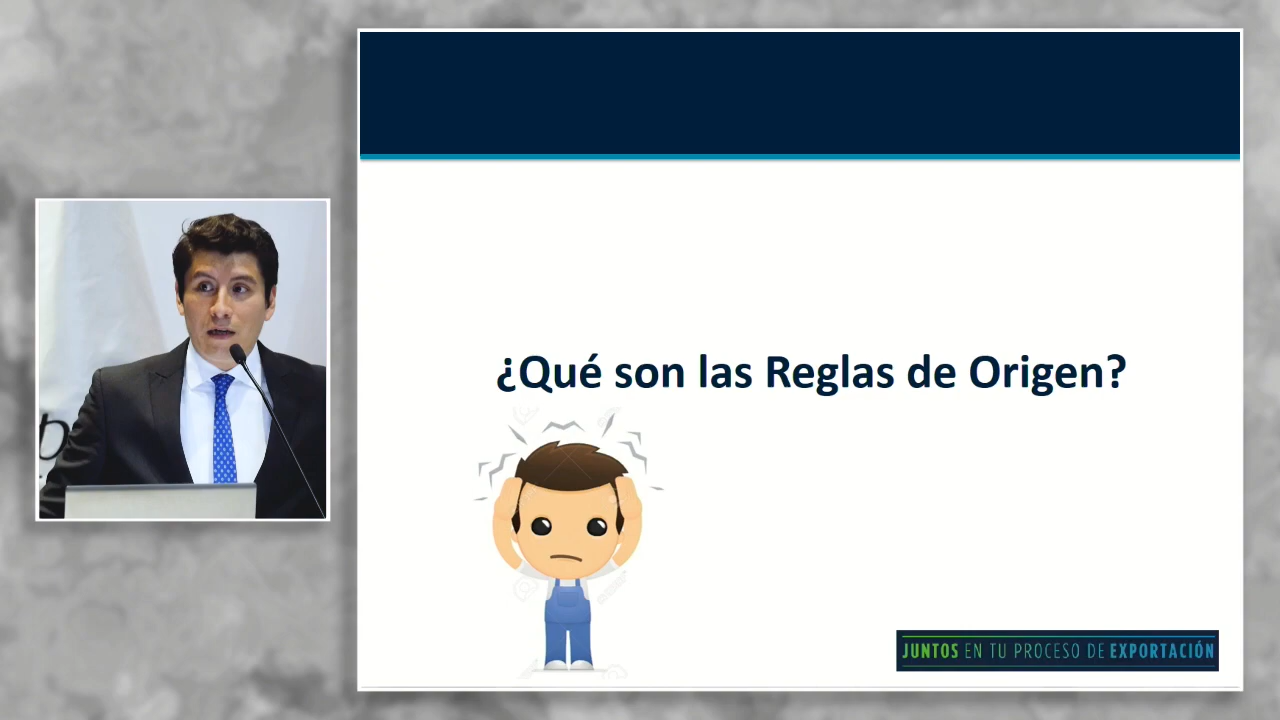 ¿Qué son las Reglas de Origen?
JUNTOS EN TU PROCESO DE EXPORTACIÓN